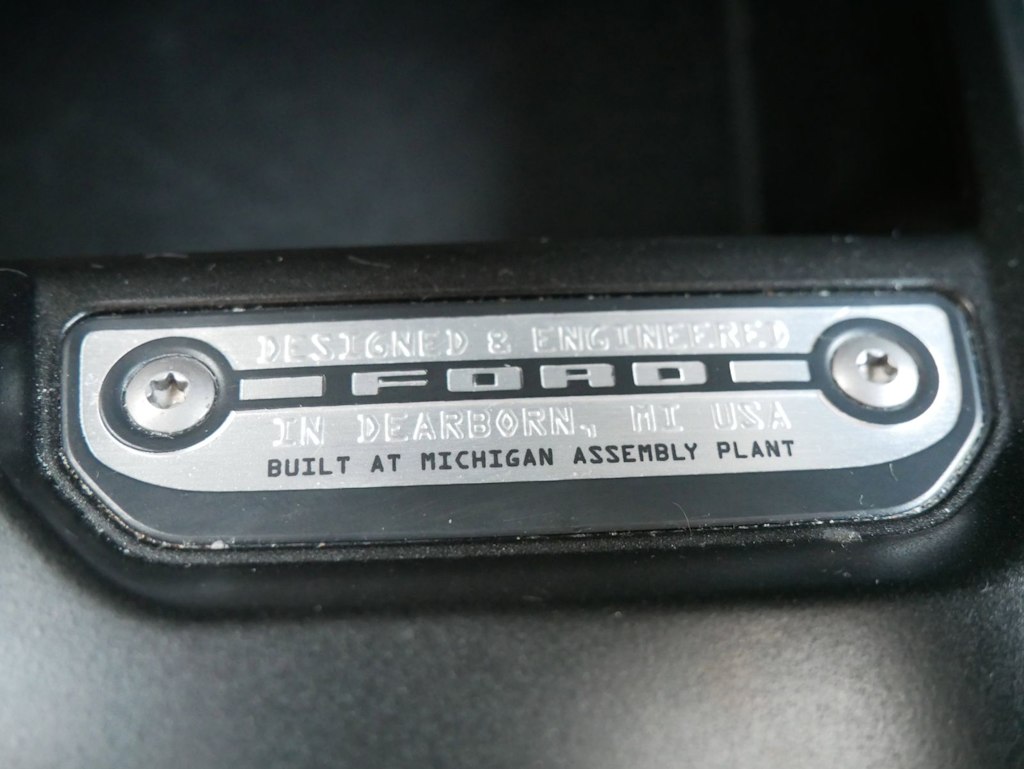 DESIGNED & ENGINEERED
FORD
IN DEARBORN, MI USA
BUILT AT MICHIGAN ASSEMBLY PLANT